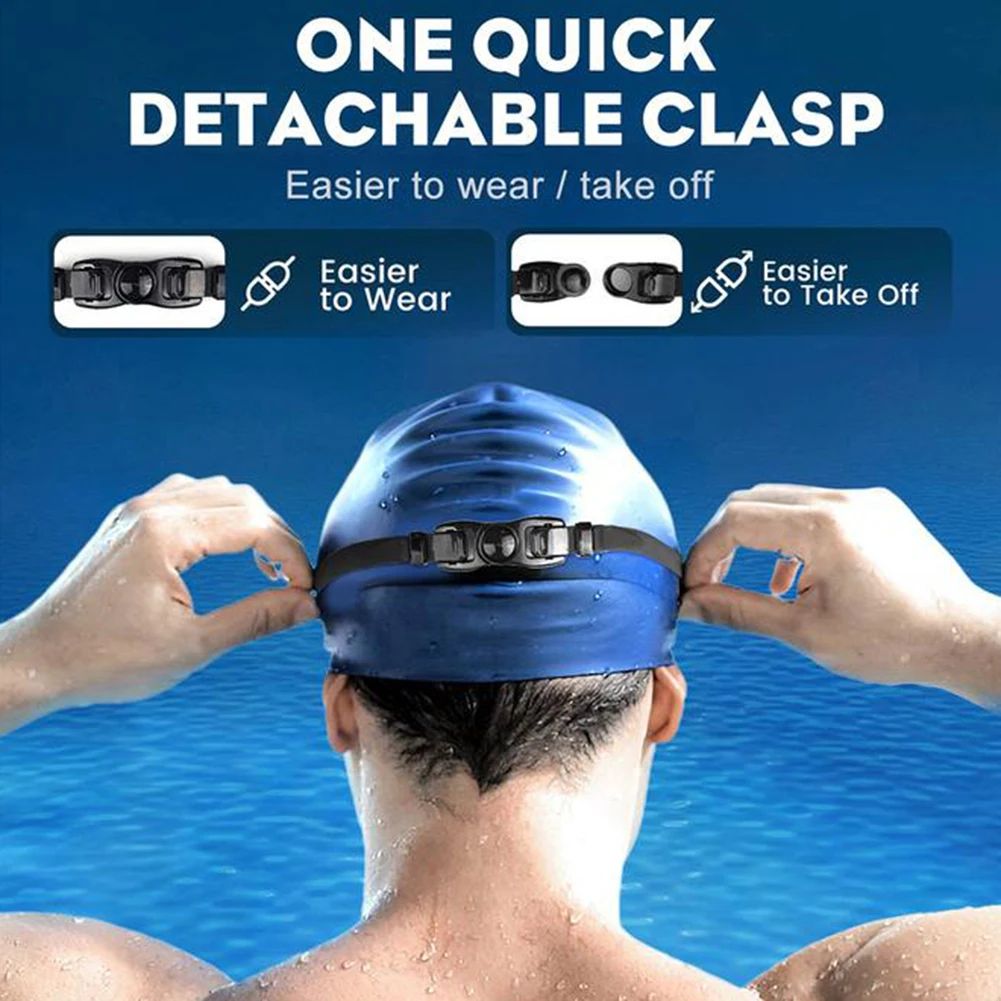 ONE QUICK
DETACHABLE CLASP
Easier to wear / take off
Easier
to Wear
Easier
to Take Off